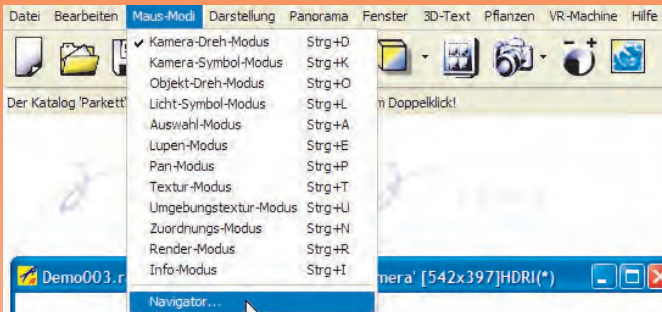 Datei Bearbeiten Maus-Modi Darstellung Panorama Fenster 3D-Text Pflanzen VR-Machine Hilfe
Kamera-Dreh-Modus Strg+D
Kamera-Symbol-Modus Strg+K
Objekt-Dreh-Modus Strg+O
Der Katalog 'Parkett' Licht-Symbol-Modus Strg+L m Doppelklick!
Auswahl-Modus Strg+A
Lupen-Modus Strg+E
Pan-Modus Strg+P
Textur-Modus Strg+T
Umgebungstextur-Modus Strg+U
Zuordnungs-Modus Strg+N
Render-Modus Strg+R
Demo003.r Info-Modus Strg+I mera' [542x397]HDRI(*)
Navigator...